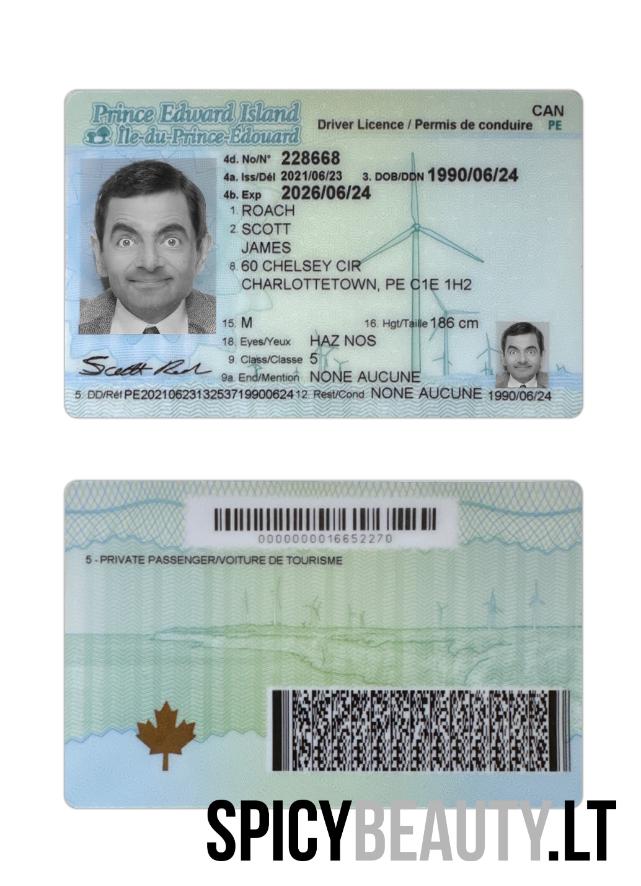 Prince Edward Island
Île-du-Prince-Édouard
Driver Licence / Permis de conduire
CAN
PE
4d. No/N° 228668
4a. Iss/Dél 2021/06/23 3. DOB/DDN 1990/06/24
4b. Exp 2026/06/24
1. ROACH
2. SCOTT
JAMES
8. 60 CHELSEY CIR
CHARLOTTETOWN, PE C1E 1H2
15. M 16. Hgt/Taille 186 cm
18. Eyes/Yeux HAZ NOS
9. Class/Classe 5
9a. End/Mention NONE AUCUNE
5. DD/Réf PE2021062313253719900624 12. Rest/Cond NONE AUCUNE 1990/06/24
0000000016652270
5 - PRIVATE PASSENGER/VOITURE DE TOURISME
SPICYBEAUTY.LT